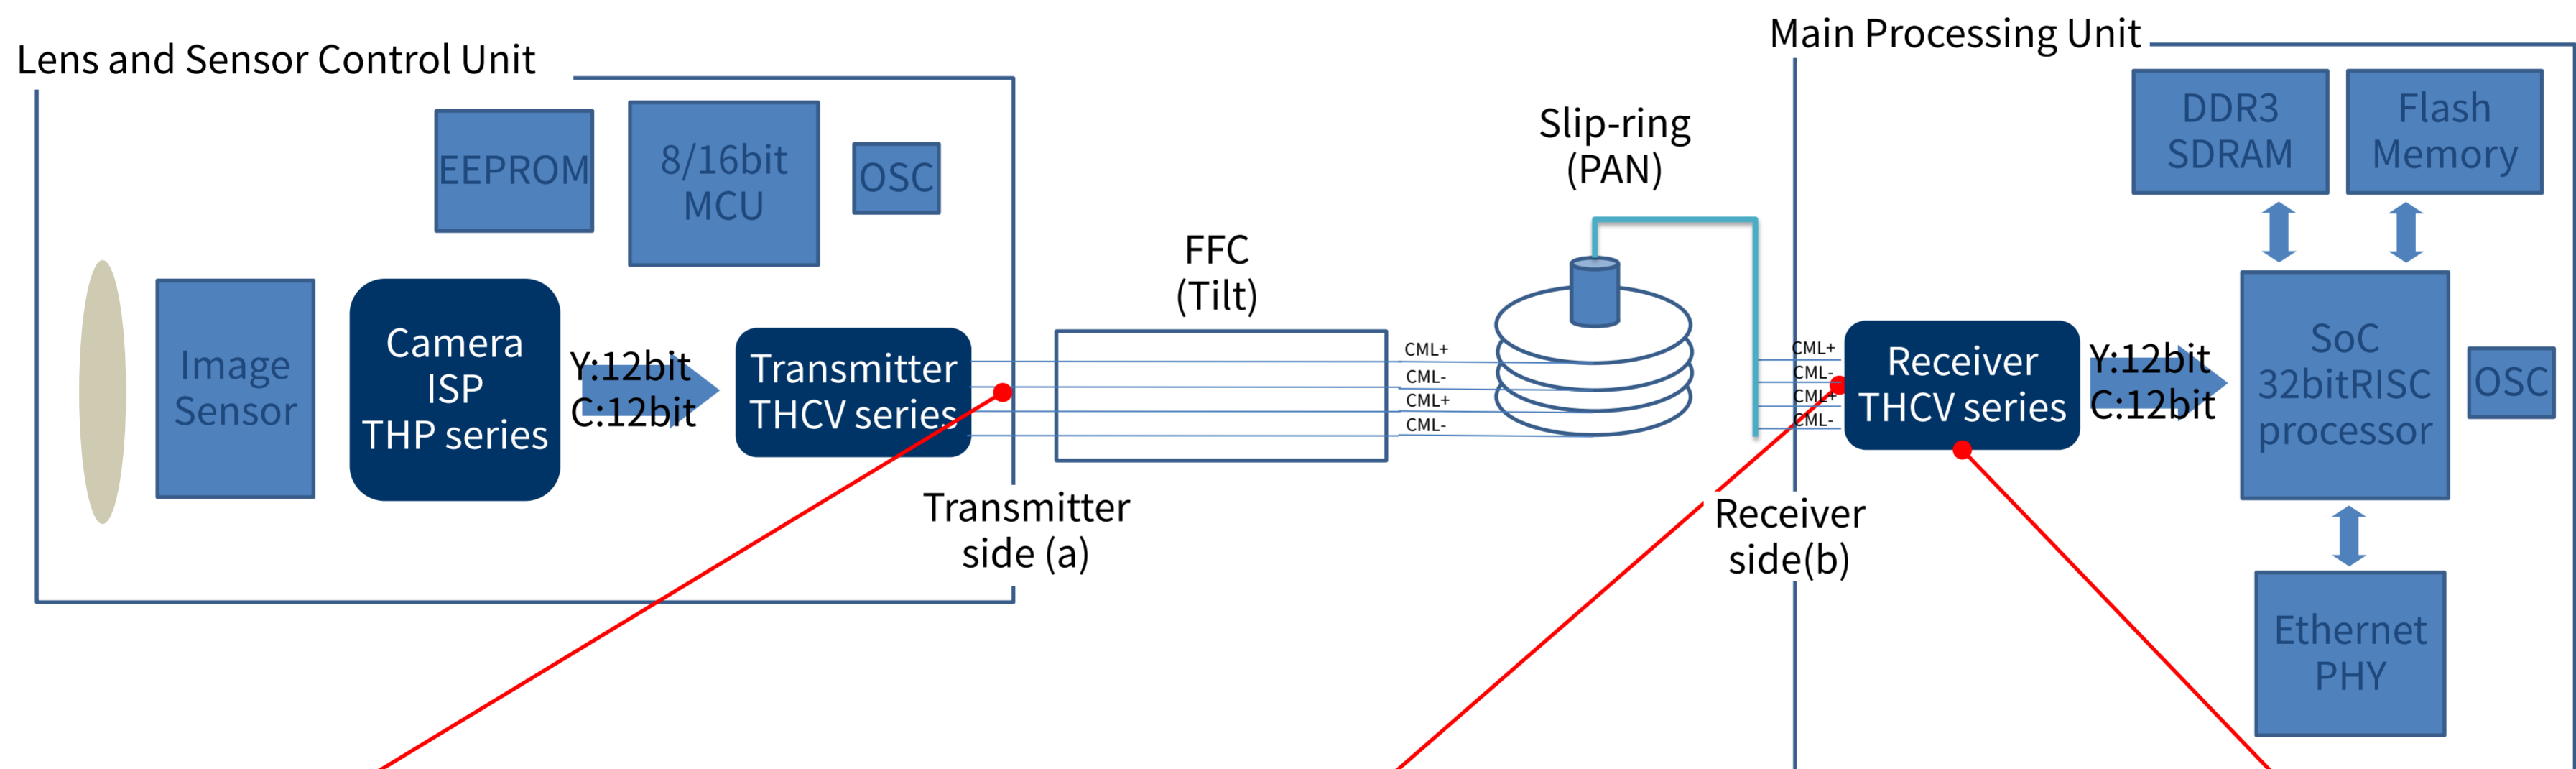 Lens and Sensor Control Unit
Main Processing Unit
EEPROM
8/16bit
MCU
OSC
Slip-ring
(PAN)
DDR3
SDRAM
Flash
Memory
FFC
(Tilt)
Image
Sensor
Camera
ISP
THP series
Y:12bit
C:12bit
Transmitter
THCV series
CML+
CML-
CML+
CML-
CML+
CML-
CML+
CML-
Receiver
THCV series
Y:12bit
C:12bit
SoC
32bitRISC
processor
OSC
Transmitter
side (a)
Receiver
side(b)
Ethernet
PHY